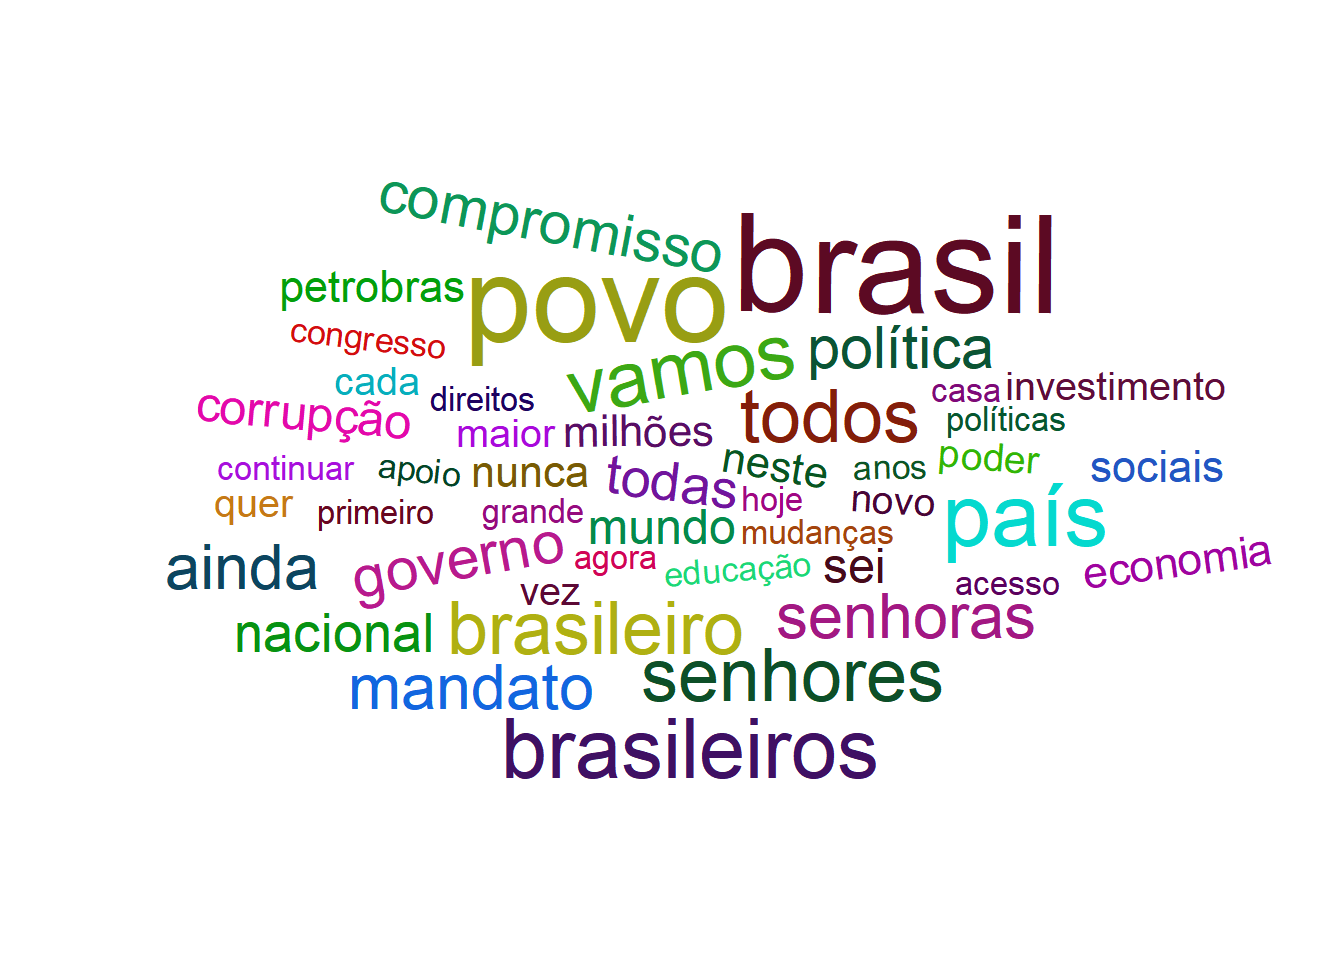 compromisso
brasil
petrobras
povo
congresso
vamos
política
cada
direitos
casa
investimento
corrupção
maior
milhões
todos
políticas
continuar
apoio
nunca
todas
neste
anos
poder
sociais
quer
primeiro
grande
hoje
novo
país
mundo
mudanças
ainda
governo
agora
educação
sei
acesso
economia
vez
nacional
brasileiro
senhoras
mandato
senhores
brasileiros